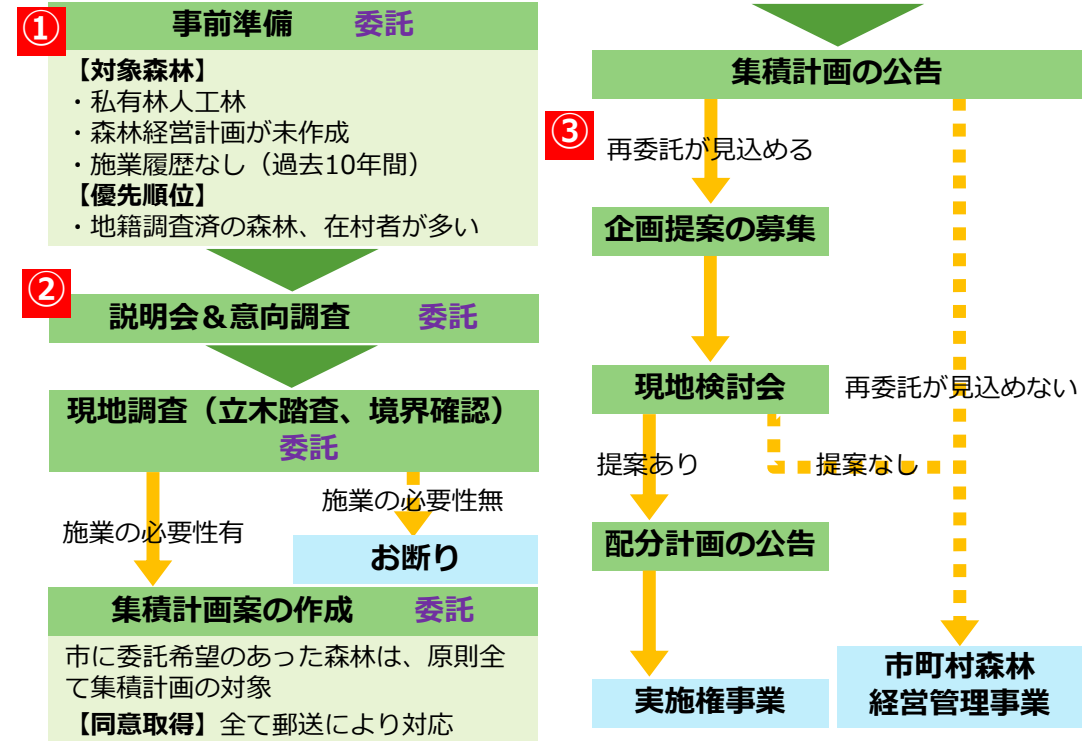 ①
事前準備　委託
【対象森林】
・私有林人工林
・森林経営計画が未作成
・施業履歴なし（過去10年間）
【優先順位】
・地籍調査済の森林、在村者が多い
②
説明会＆意向調査　委託
現地調査（立木踏査、境界確認）
委託
施業の必要性有
施業の必要性無
お断り
集積計画案の作成　委託
市に委託希望のあった森林は、原則全
て集積計画の対象
【同意取得】全て郵送により対応
集積計画の公告
③
再委託が見込める
企画提案の募集
現地検討会
再委託が見込めない
提案あり
提案なし
配分計画の公告
実施権事業
市町村森林
経営管理事業